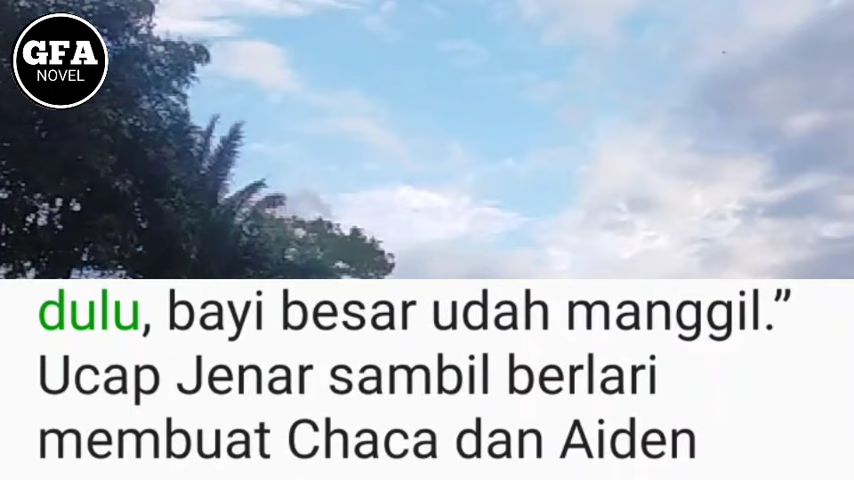 GFA
NOVEL
dulu, bayi besar udah manggil.”
Ucap Jenar sambil berlari
membuat Chaca dan Aiden